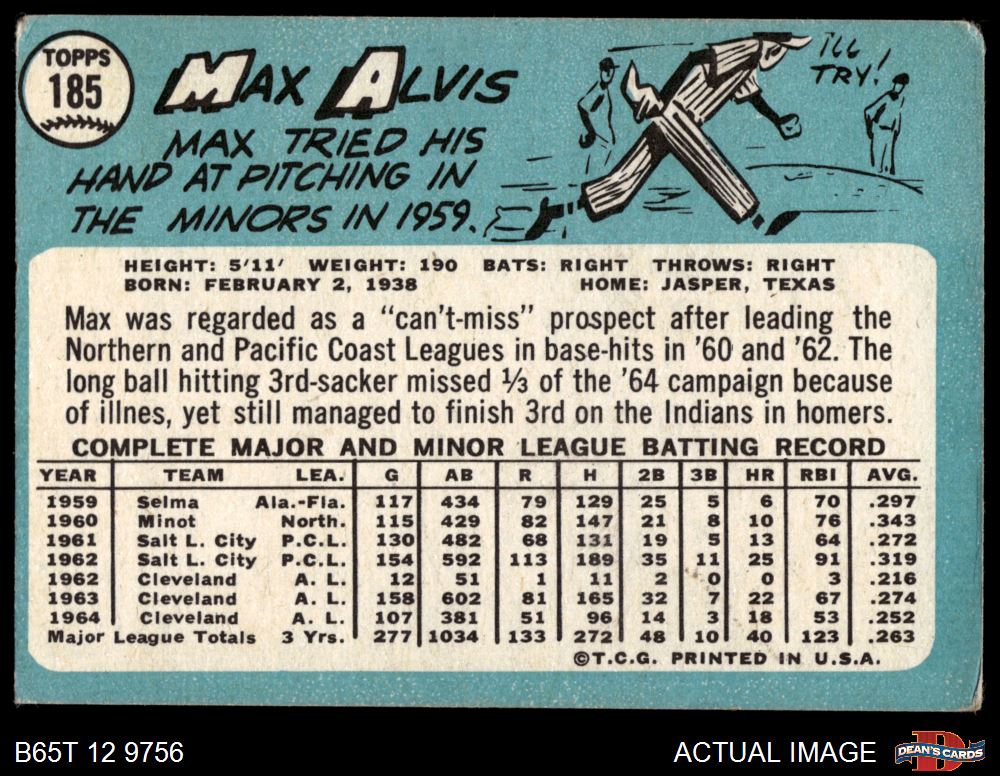 TOPPS
185
MAX ALVIS
I'LL
TRY!
MAX TRIED HIS
HAND AT PITCHING IN
THE MINORS IN 1959.
HEIGHT: 5'11' WEIGHT: 190 BATS: RIGHT THROWS: RIGHT
BORN: FEBRUARY 2, 1938 HOME: JASPER, TEXAS
Max was regarded as a "can't-miss" prospect after leading the
Northern and Pacific Coast Leagues in base-hits in '60 and '62. The
long ball hitting 3rd-sacker missed ⅓ of the '64 campaign because
of illnes, yet still managed to finish 3rd on the Indians in homers.
COMPLETE MAJOR AND MINOR LEAGUE BATTING RECORD
YEAR TEAM LEA. G AB R H 2B 3B HR RBI AVG.
1959 Selma Ala.-Fla. 117 434 79 129 25 5 6 70 .297
1960 Minot North. 115 429 82 147 21 8 10 76 .343
1961 Salt L. City P.C.L. 130 482 68 131 19 5 13 64 .272
1962 Salt L. City P.C.L. 154 592 113 189 35 11 25 91 .319
1962 Cleveland A. L. 12 51 1 11 2 0 0 3 .216
1963 Cleveland A. L. 158 602 81 165 32 7 22 67 .274
1964 Cleveland A. L. 107 381 51 96 14 3 18 53 .252
Major League Totals 3 Yrs. 277 1034 133 272 48 10 40 123 .263
©T.C.G. PRINTED IN U.S.A.
B65T 12 9756 ACTUAL IMAGE DEAN'S CARDS